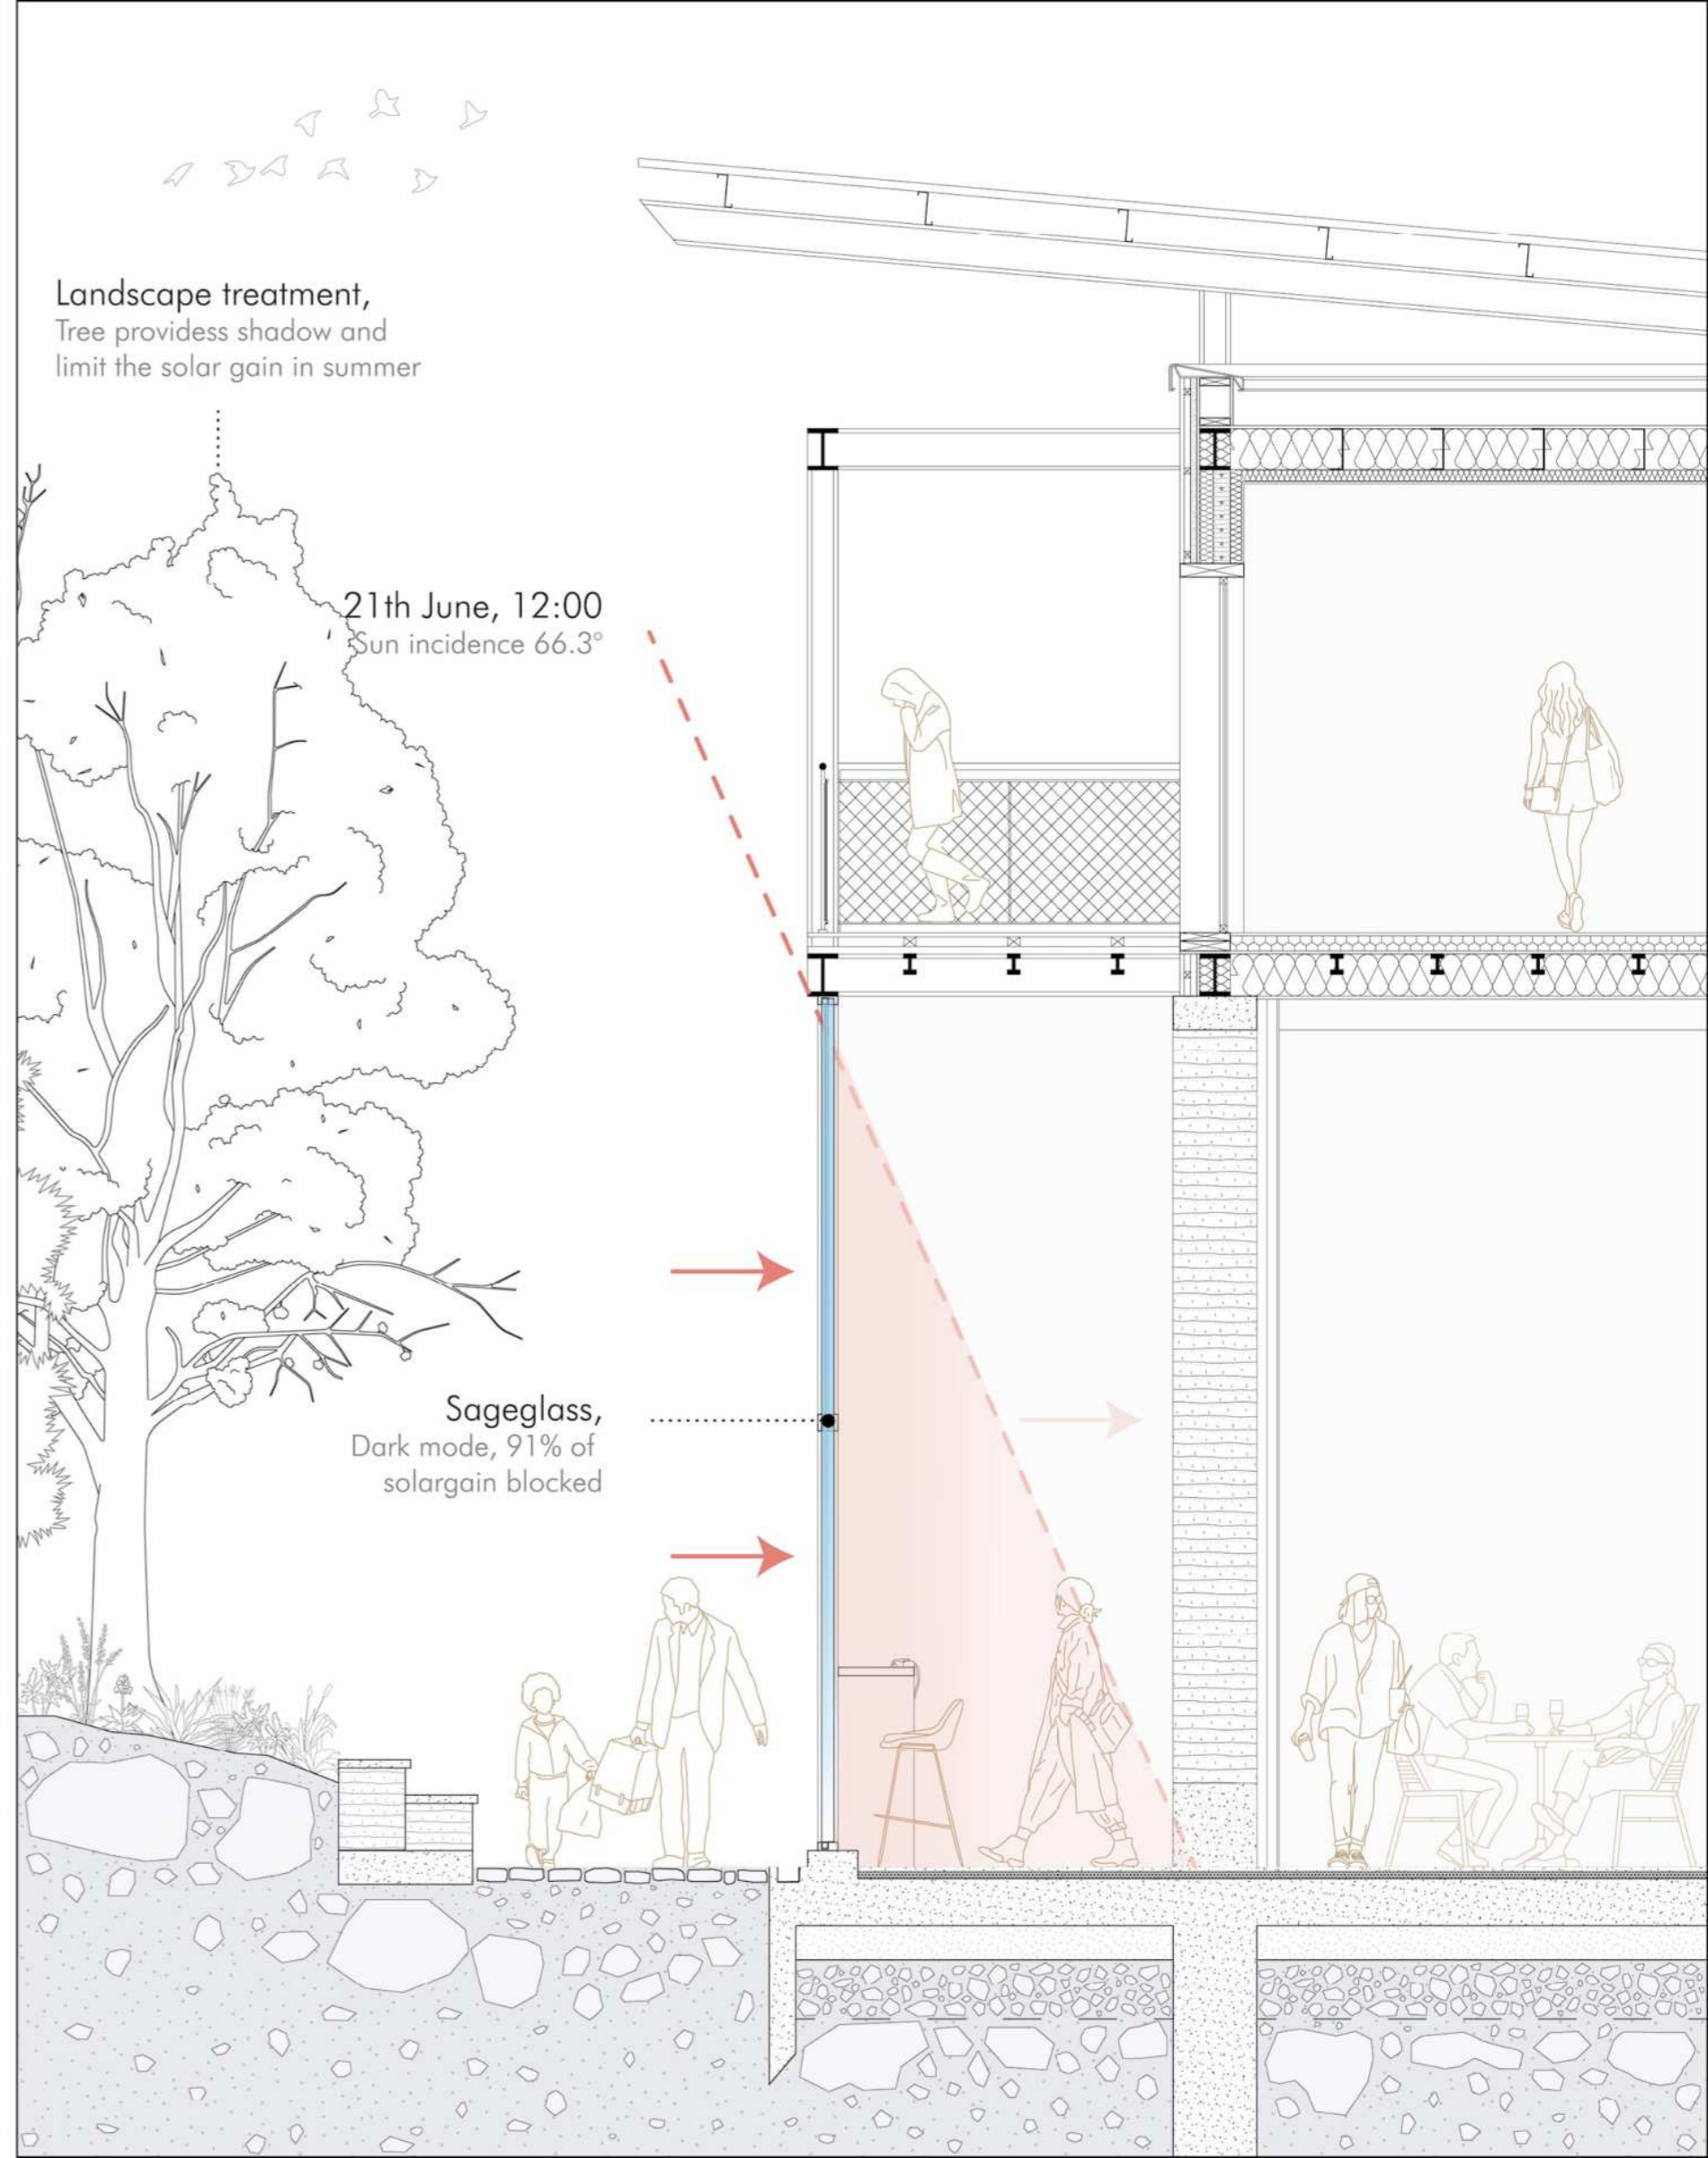 Landscape treatment,
Tree providess shadow and
limit the solar gain in summer
21th June, 12:00
Sun incidence 66.3°
Sageglass,
Dark mode, 91% of
solargain blocked